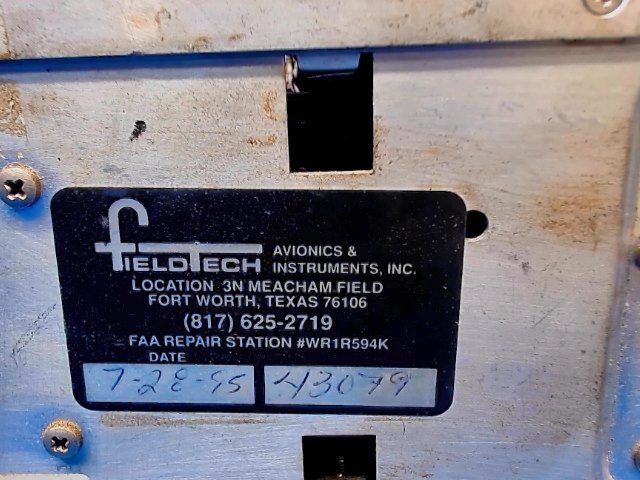 fieldTech AVIONICS &
INSTRUMENTS, INC.
LOCATION 3N MEACHAM FIELD
FORT WORTH, TEXAS 76106
(817) 625-2719
FAA REPAIR STATION #WR1R594K
DATE
7-28-95 43079